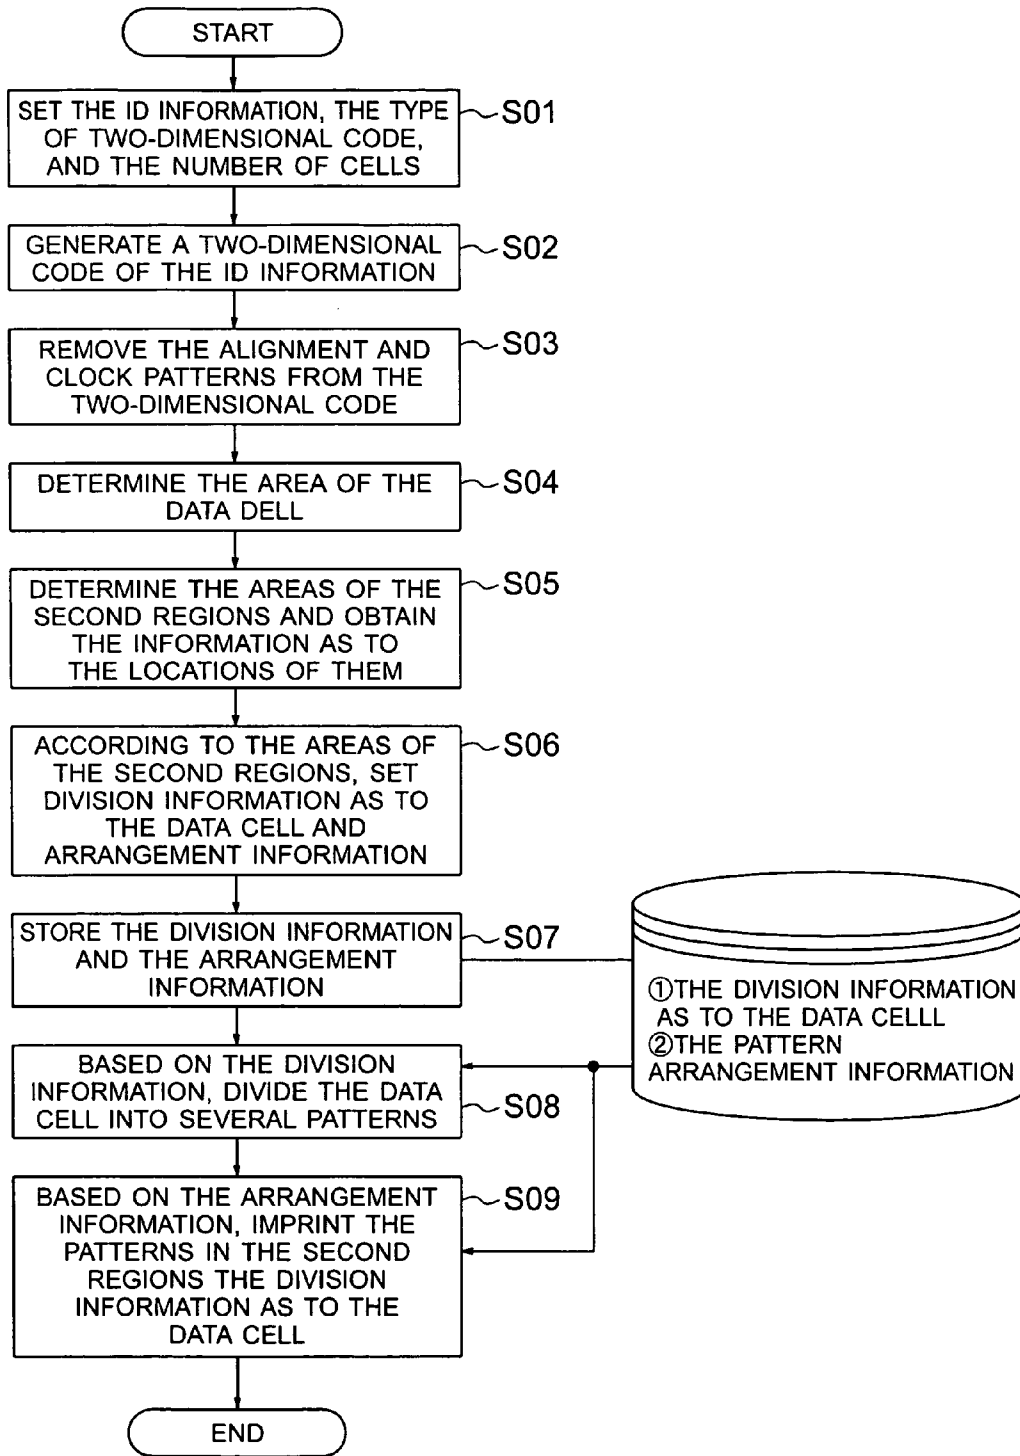 START
SET THE ID INFORMATION, THE TYPE
OF TWO-DIMENSIONAL CODE,
AND THE NUMBER OF CELLS
S01
GENERATE A TWO-DIMENSIONAL
CODE OF THE ID INFORMATION
S02
REMOVE THE ALIGNMENT AND
CLOCK PATTERNS FROM THE
TWO-DIMENSIONAL CODE
S03
DETERMINE THE AREA OF THE
DATA DELL
S04
DETERMINE THE AREAS OF THE
SECOND REGIONS AND OBTAIN
THE INFORMATION AS TO
THE LOCATIONS OF THEM
S05
ACCORDING TO THE AREAS OF
THE SECOND REGIONS, SET
DIVISION INFORMATION AS TO
THE DATA CELL AND
ARRANGEMENT INFORMATION
S06
STORE THE DIVISION INFORMATION
AND THE ARRANGEMENT
INFORMATION
S07
①THE DIVISION INFORMATION
AS TO THE DATA CELLL
②THE PATTERN
ARRANGEMENT INFORMATION
BASED ON THE DIVISION
INFORMATION, DIVIDE THE DATA
CELL INTO SEVERAL PATTERNS
S08
BASED ON THE ARRANGEMENT
INFORMATION, IMPRINT THE
PATTERNS IN THE SECOND
REGIONS THE DIVISION
INFORMATION AS TO THE
DATA CELL
S09
END